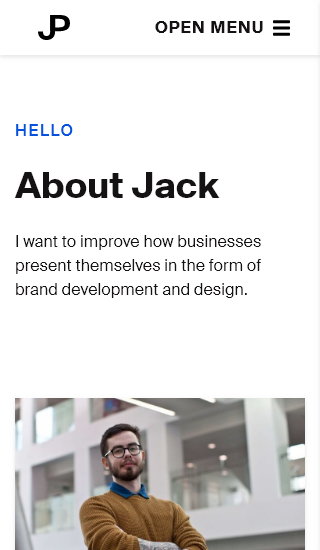 JP
OPEN MENU
HELLO
About Jack
I want to improve how businesses
present themselves in the form of
brand development and design.